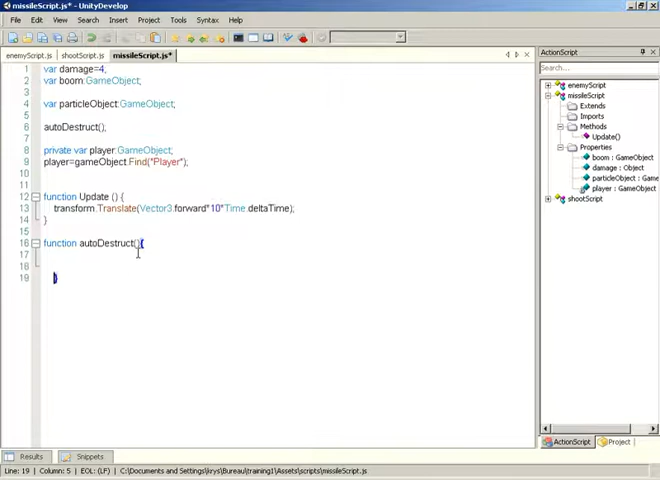 missileScript.js* - UnityDevelop
File Edit View Search Insert Project Tools Syntax Help
enemyScript.js shootScript.js missileScript.js*
ActionScript
Search...
1 var damage=4,
2 var boom:GameObject;
3
4 var particleObject:GameObject;
5
6 autoDestruct();
7
8 private var player:GameObject;
9 player=gameObject.Find("Player");
10
11
12 function Update () {
13 transform.Translate(Vector3.forward*10*Time.deltaTime);
14 }
15
16 function autoDestruct(){
17
18
19 }
enemyScript
missileScript
Extends
Imports
Methods
Update()
Properties
boom : GameObject
damage : Object
particleObject : Game
player : GameObject
shootScript
ActionScript Project
Results Snippets
Line: 19 Column: 5 EOL: (LF) C:\Documents and Settings\krys\Bureau\training1\Assets\scripts\missileScript.js